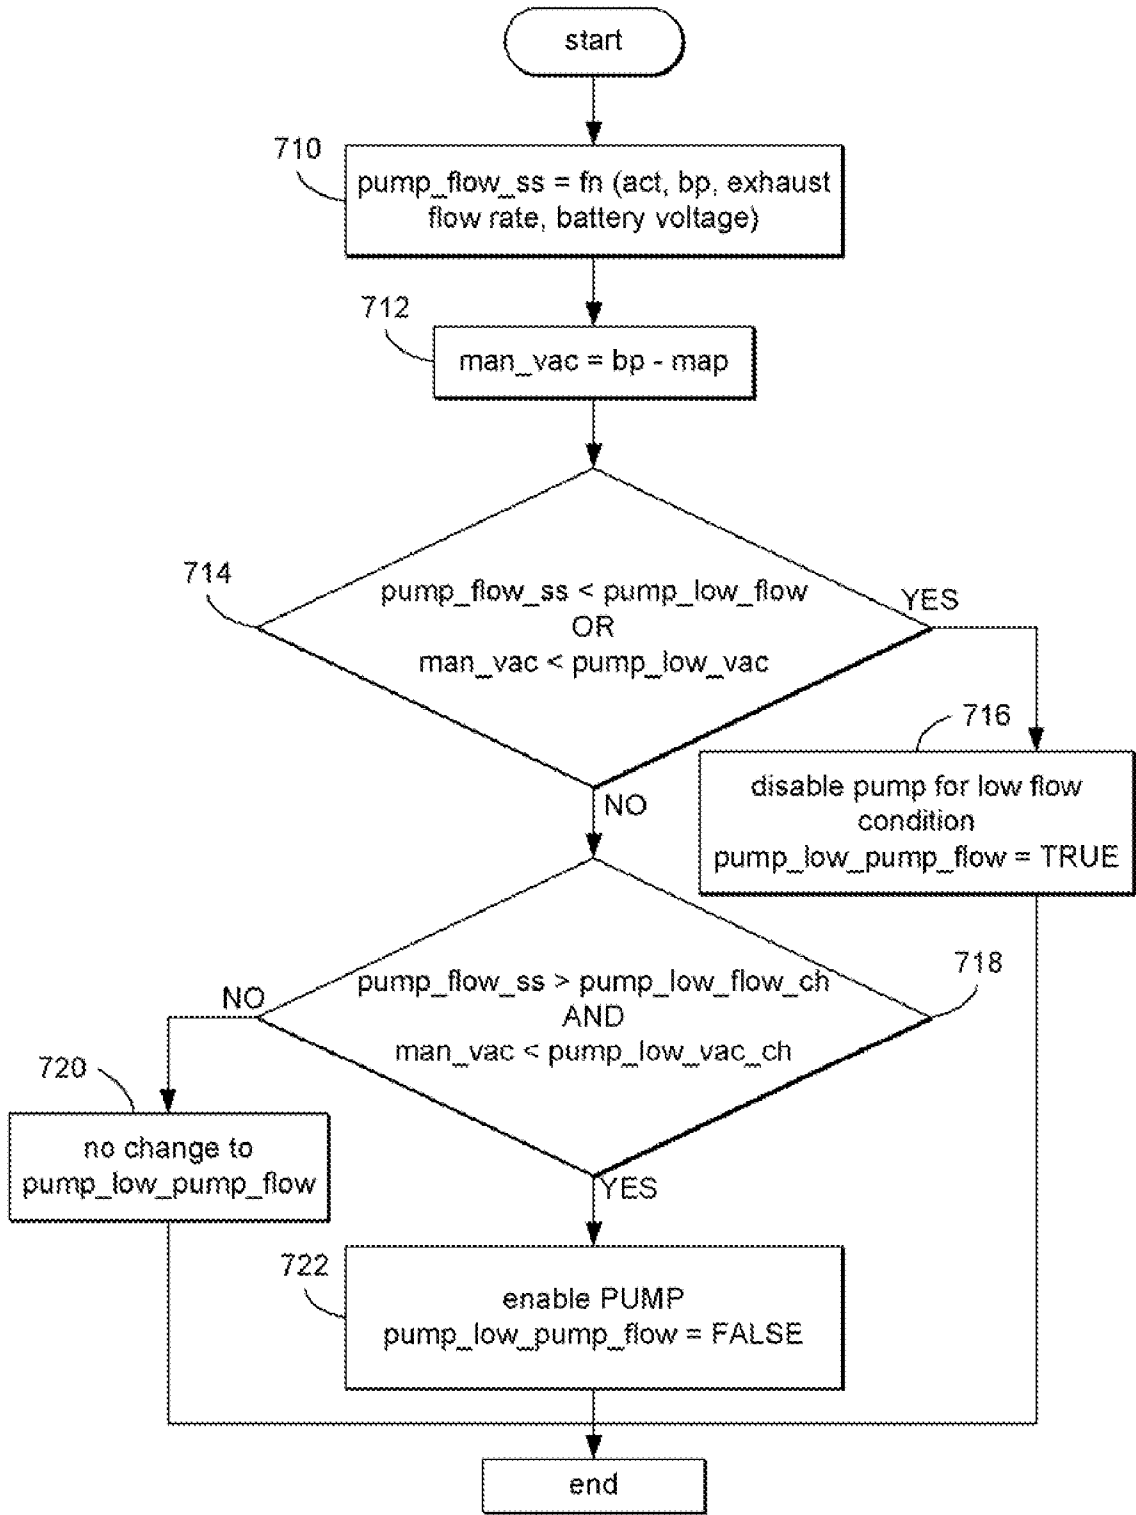 start
710
pump_flow_ss = fn (act, bp, exhaust
flow rate, battery voltage)
712
man_vac = bp - map
714
pump_flow_ss < pump_low_flow
OR
man_vac < pump_low_vac
YES
716
disable pump for low flow
condition
pump_low_pump_flow = TRUE
NO
718
pump_flow_ss > pump_low_flow_ch
AND
man_vac < pump_low_vac_ch
NO
720
no change to
pump_low_pump_flow
YES
722
enable PUMP
pump_low_pump_flow = FALSE
end